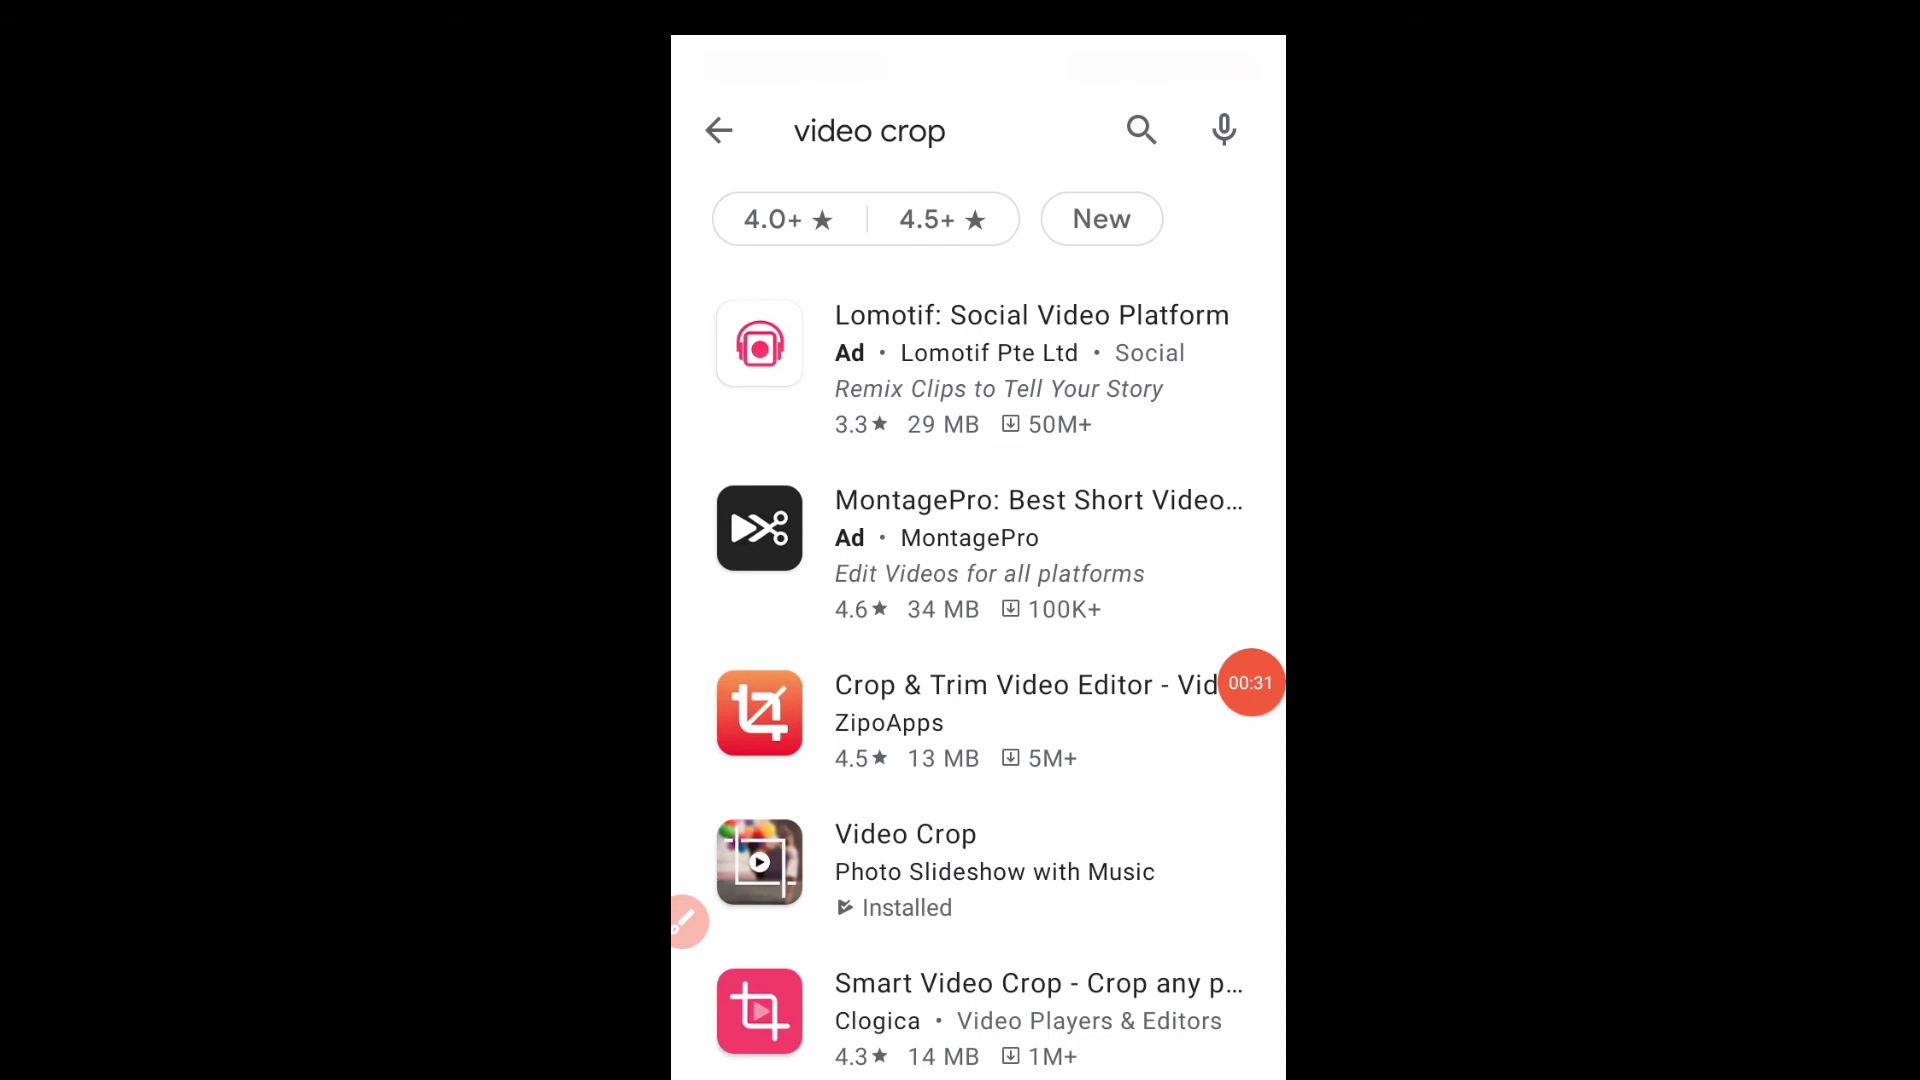 video crop
4.0+ ★ 4.5+ ★ New
Lomotif: Social Video Platform
Ad • Lomotif Pte Ltd • Social
Remix Clips to Tell Your Story
3.3★ 29 MB 50M+
MontagePro: Best Short Video...
Ad • MontagePro
Edit Videos for all platforms
4.6★ 34 MB 100K+
Crop & Trim Video Editor - Vid
00:31
ZipoApps
4.5★ 13 MB 5M+
Video Crop
Photo Slideshow with Music
Installed
Smart Video Crop - Crop any p...
Clogica • Video Players & Editors
4.3★ 14 MB 1M+